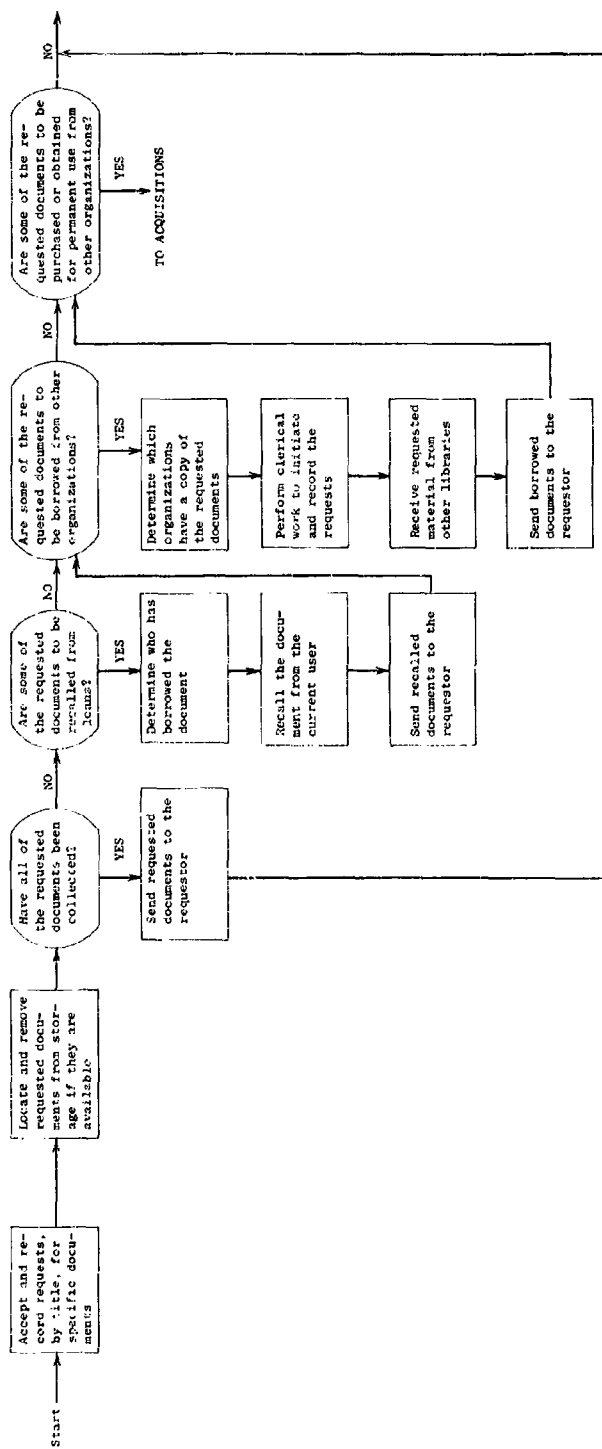 Start
Accept and re-
cord requests,
by title, for
specific docu-
ments
Locate and remove
requested docu-
ments from stor-
age if they are
available
Have all of
the requested
documents been
collected?
NO
YES
Send requested
documents to the
requestor
Are some of
the requested
documents to be
recalled from
loans?
NO
YES
Determine who has
borrowed the
document
Recall the docu-
ment from the
current user
Send recalled
documents to the
requestor
Are some of the re-
quested documents to
be borrowed from other
organizations?
NO
YES
Determine which
organizations
have a copy of
the requested
documents
Perform clerical
work to initiate
and record the
requests
Receive requested
material from
other libraries
Send borrowed
documents to the
requestor
Are some of the re-
quested documents to be
purchased or obtained
for permanent use from
other organizations?
NO
YES
TO ACQUISITIONS